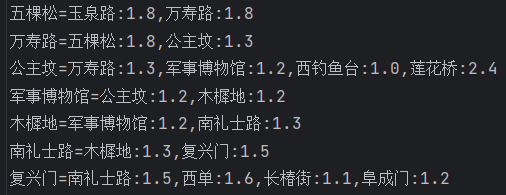 五棵松=玉泉路:1.8,万寿路:1.8
万寿路=五棵松:1.8,公主坟:1.3
公主坟=万寿路:1.3,军事博物馆:1.2,西钓鱼台:1.0,莲花桥:2.4
军事博物馆=公主坟:1.2,木樨地:1.2
木樨地=军事博物馆:1.2,南礼士路:1.3
南礼士路=木樨地:1.3,复兴门:1.5
复兴门=南礼士路:1.5,西单:1.6,长椿街:1.1,阜成门:1.2